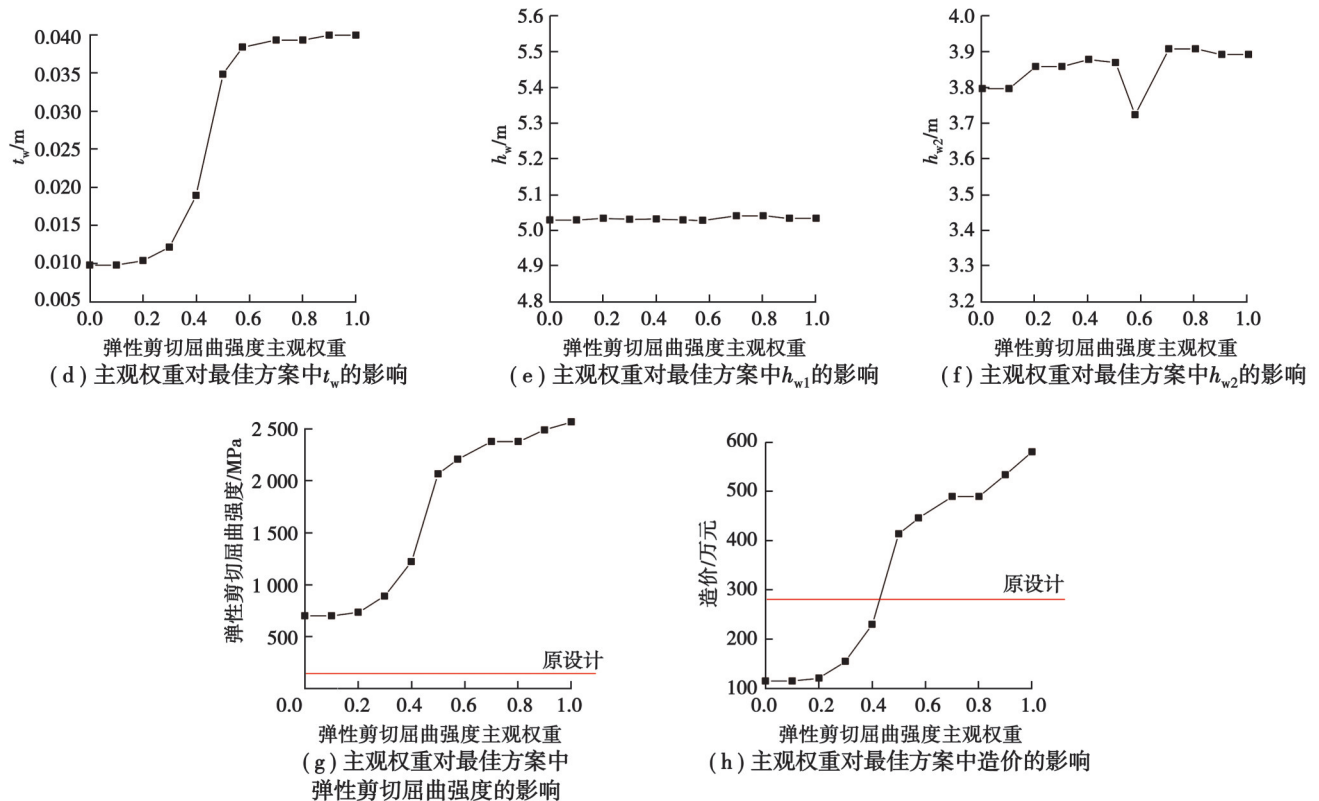 0.040
0.035
0.030
0.025
0.020
0.015
0.010
0.005
t_w/m
0.0 0.2 0.4 0.6 0.8 1.0
弹性剪切屈曲强度主观权重
(d)主观权重对最佳方案中t_w的影响
5.6
5.5
5.4
5.3
5.2
5.1
5.0
4.9
4.8
h_w/m
0.0 0.2 0.4 0.6 0.8 1.0
弹性剪切屈曲强度主观权重
(e)主观权重对最佳方案中h_w1的影响
4.0
3.9
3.8
3.7
3.6
3.5
3.4
3.3
3.2
h_w2/m
0.0 0.2 0.4 0.6 0.8 1.0
弹性剪切屈曲强度主观权重
(f)主观权重对最佳方案中h_w2的影响
2 500
2 000
1 500
1 000
500
弹性剪切屈曲强度/MPa
原设计
0.0 0.2 0.4 0.6 0.8 1.0
弹性剪切屈曲强度主观权重
(g)主观权重对最佳方案中
弹性剪切屈曲强度的影响
600
500
400
300
200
100
造价/万元
原设计
0.0 0.2 0.4 0.6 0.8 1.0
弹性剪切屈曲强度主观权重
(h)主观权重对最佳方案中造价的影响